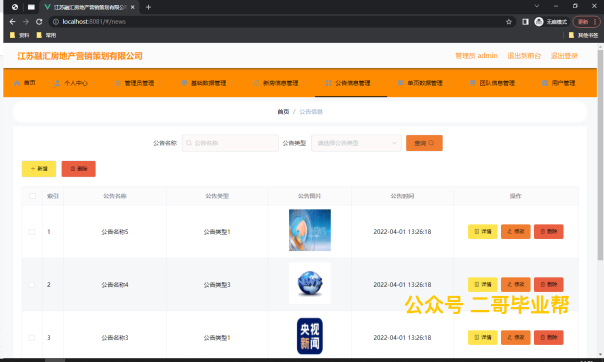 江苏融汇房地产营销策划有限公司
localhost:8081/#/news
无痕模式
更新
资料
常用
其他书签
江苏融汇房地产营销策划有限公司
管理员 admin
退出到前台
退出登录
首页
个人中心
管理员管理
基础数据管理
新房信息管理
公告信息管理
单页数据管理
团队信息管理
用户管理
首页 / 公告信息
公告名称
公告名称
公告类型
请选择公告类型
查询
+ 新增
删除
索引
公告名称
公告类型
公告图片
公告时间
操作
1
公告名称5
公告类型1
2022-04-01 13:26:18
详情
修改
删除
2
公告名称4
公告类型3
2022-04-01 13:26:18
详情
修改
删除
公众号 二哥毕业帮
3
公告名称3
公告类型1
央视
新闻
2022-04-01 13:26:18
详情
修改
删除